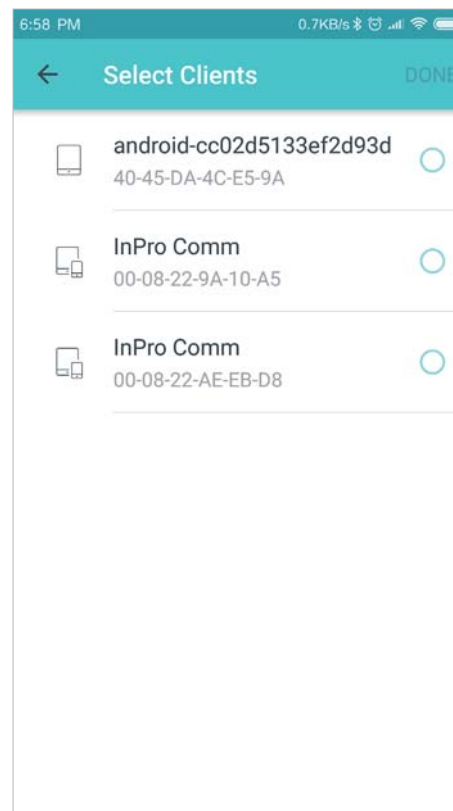 6:58 PM 0.7KB/s
Select Clients DONE
android-cc02d5133ef2d93d
40-45-DA-4C-E5-9A
InPro Comm
00-08-22-9A-10-A5
InPro Comm
00-08-22-AE-EB-D8